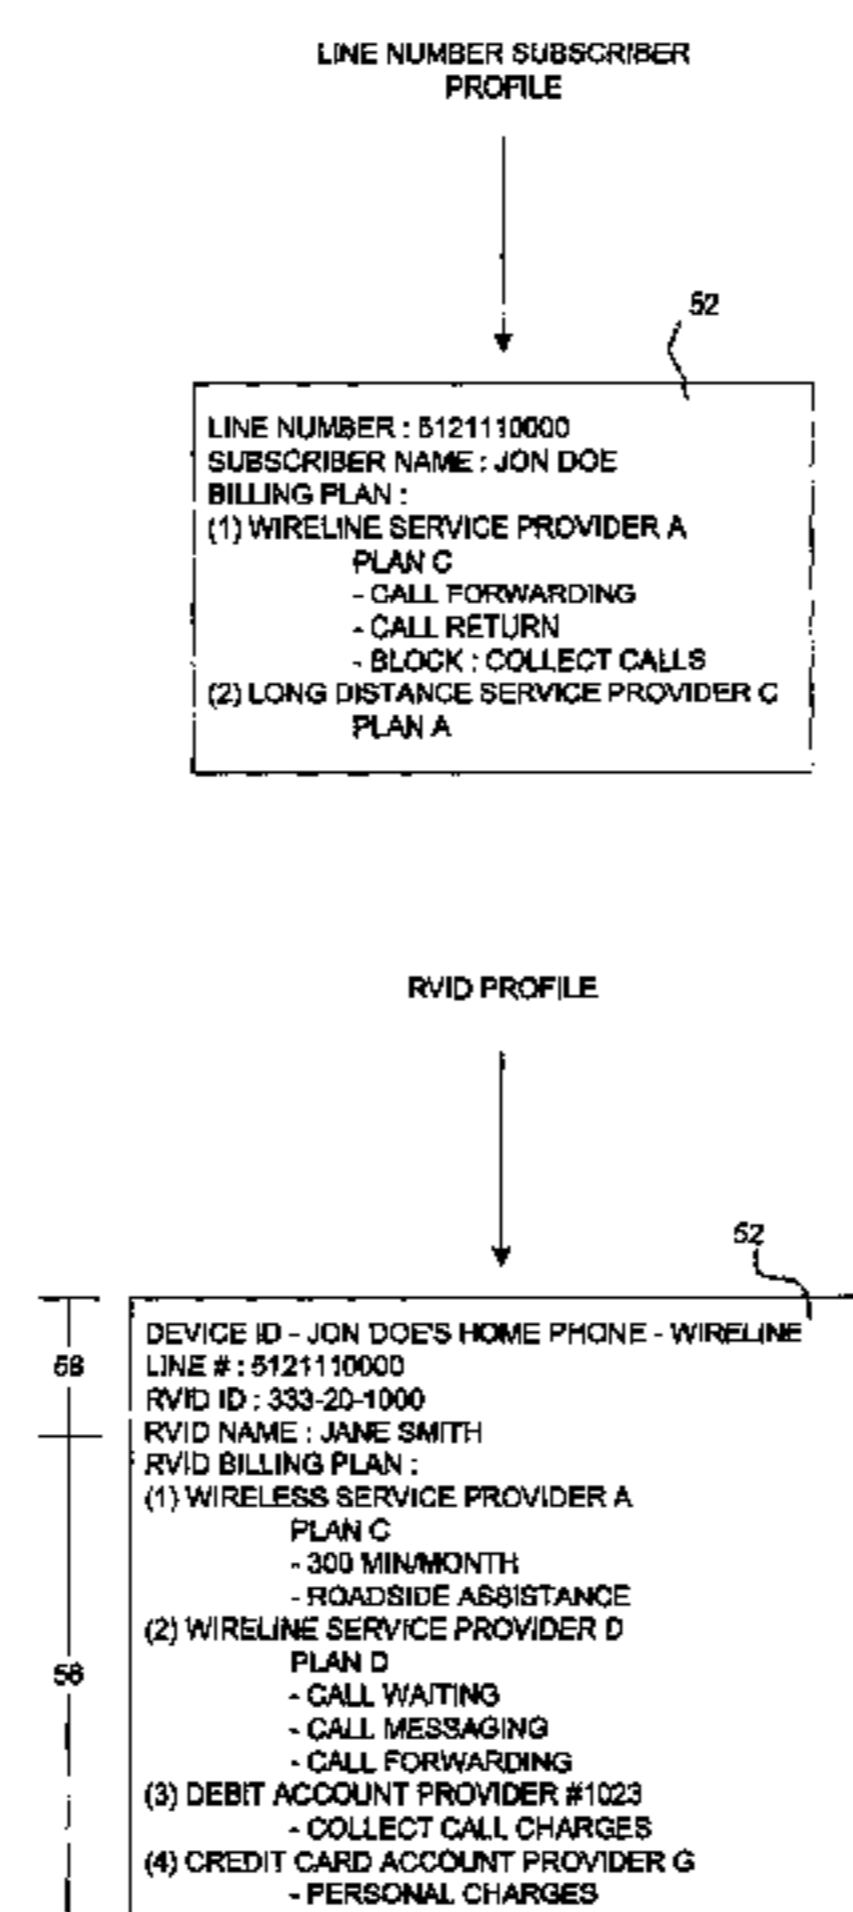 LINE NUMBER SUBSCRIBER
PROFILE
52
LINE NUMBER : 5121110000
SUBSCRIBER NAME : JON DOE
BILLING PLAN :
(1) WIRELINE SERVICE PROVIDER A
PLAN C
- CALL FORWARDING
- CALL RETURN
- BLOCK : COLLECT CALLS
(2) LONG DISTANCE SERVICE PROVIDER C
PLAN A
RVID PROFILE
52
DEVICE ID - JON DOE'S HOME PHONE - WIRELINE
58
LINE # : 5121110000
RVID ID : 333-20-1000
RVID NAME : JANE SMITH
RVID BILLING PLAN :
(1) WIRELESS SERVICE PROVIDER A
PLAN C
- 300 MIN/MONTH
- ROADSIDE ASSISTANCE
(2) WIRELINE SERVICE PROVIDER D
PLAN D
56
- CALL WAITING
- CALL MESSAGING
- CALL FORWARDING
(3) DEBIT ACCOUNT PROVIDER #1023
- COLLECT CALL CHARGES
(4) CREDIT CARD ACCOUNT PROVIDER G
- PERSONAL CHARGES